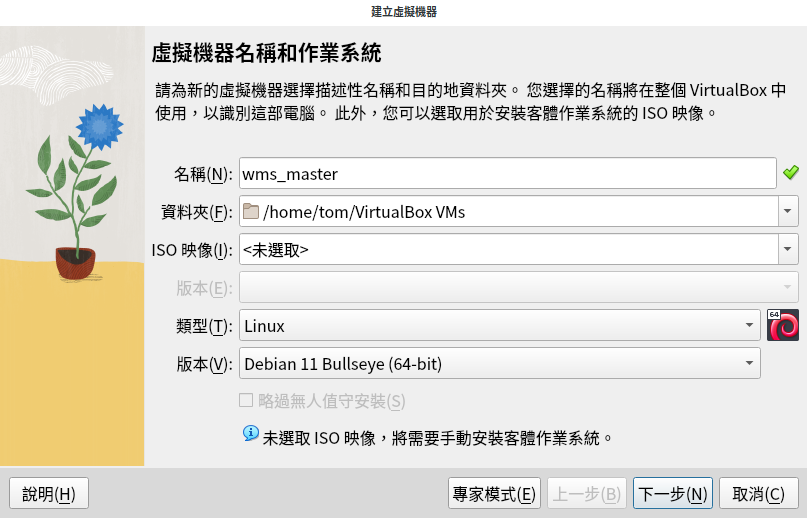 建立虛擬機器
虛擬機器名稱和作業系統
請為新的虛擬機器選擇描述性名稱和目的地資料夾。 您選擇的名稱將在整個 VirtualBox 中
使用，以識別這部電腦。 此外，您可以選取用於安裝客體作業系統的 ISO 映像。
名稱(N): wms_master
資料夾(F): /home/tom/VirtualBox VMs
ISO 映像(I): <未選取>
版本(E):
類型(T): Linux
64
版本(V): Debian 11 Bullseye (64-bit)
略過無人值守安裝(S)
未選取 ISO 映像，將需要手動安裝客體作業系統。
說明(H) 專家模式(E) 上一步(B) 下一步(N) 取消(C)